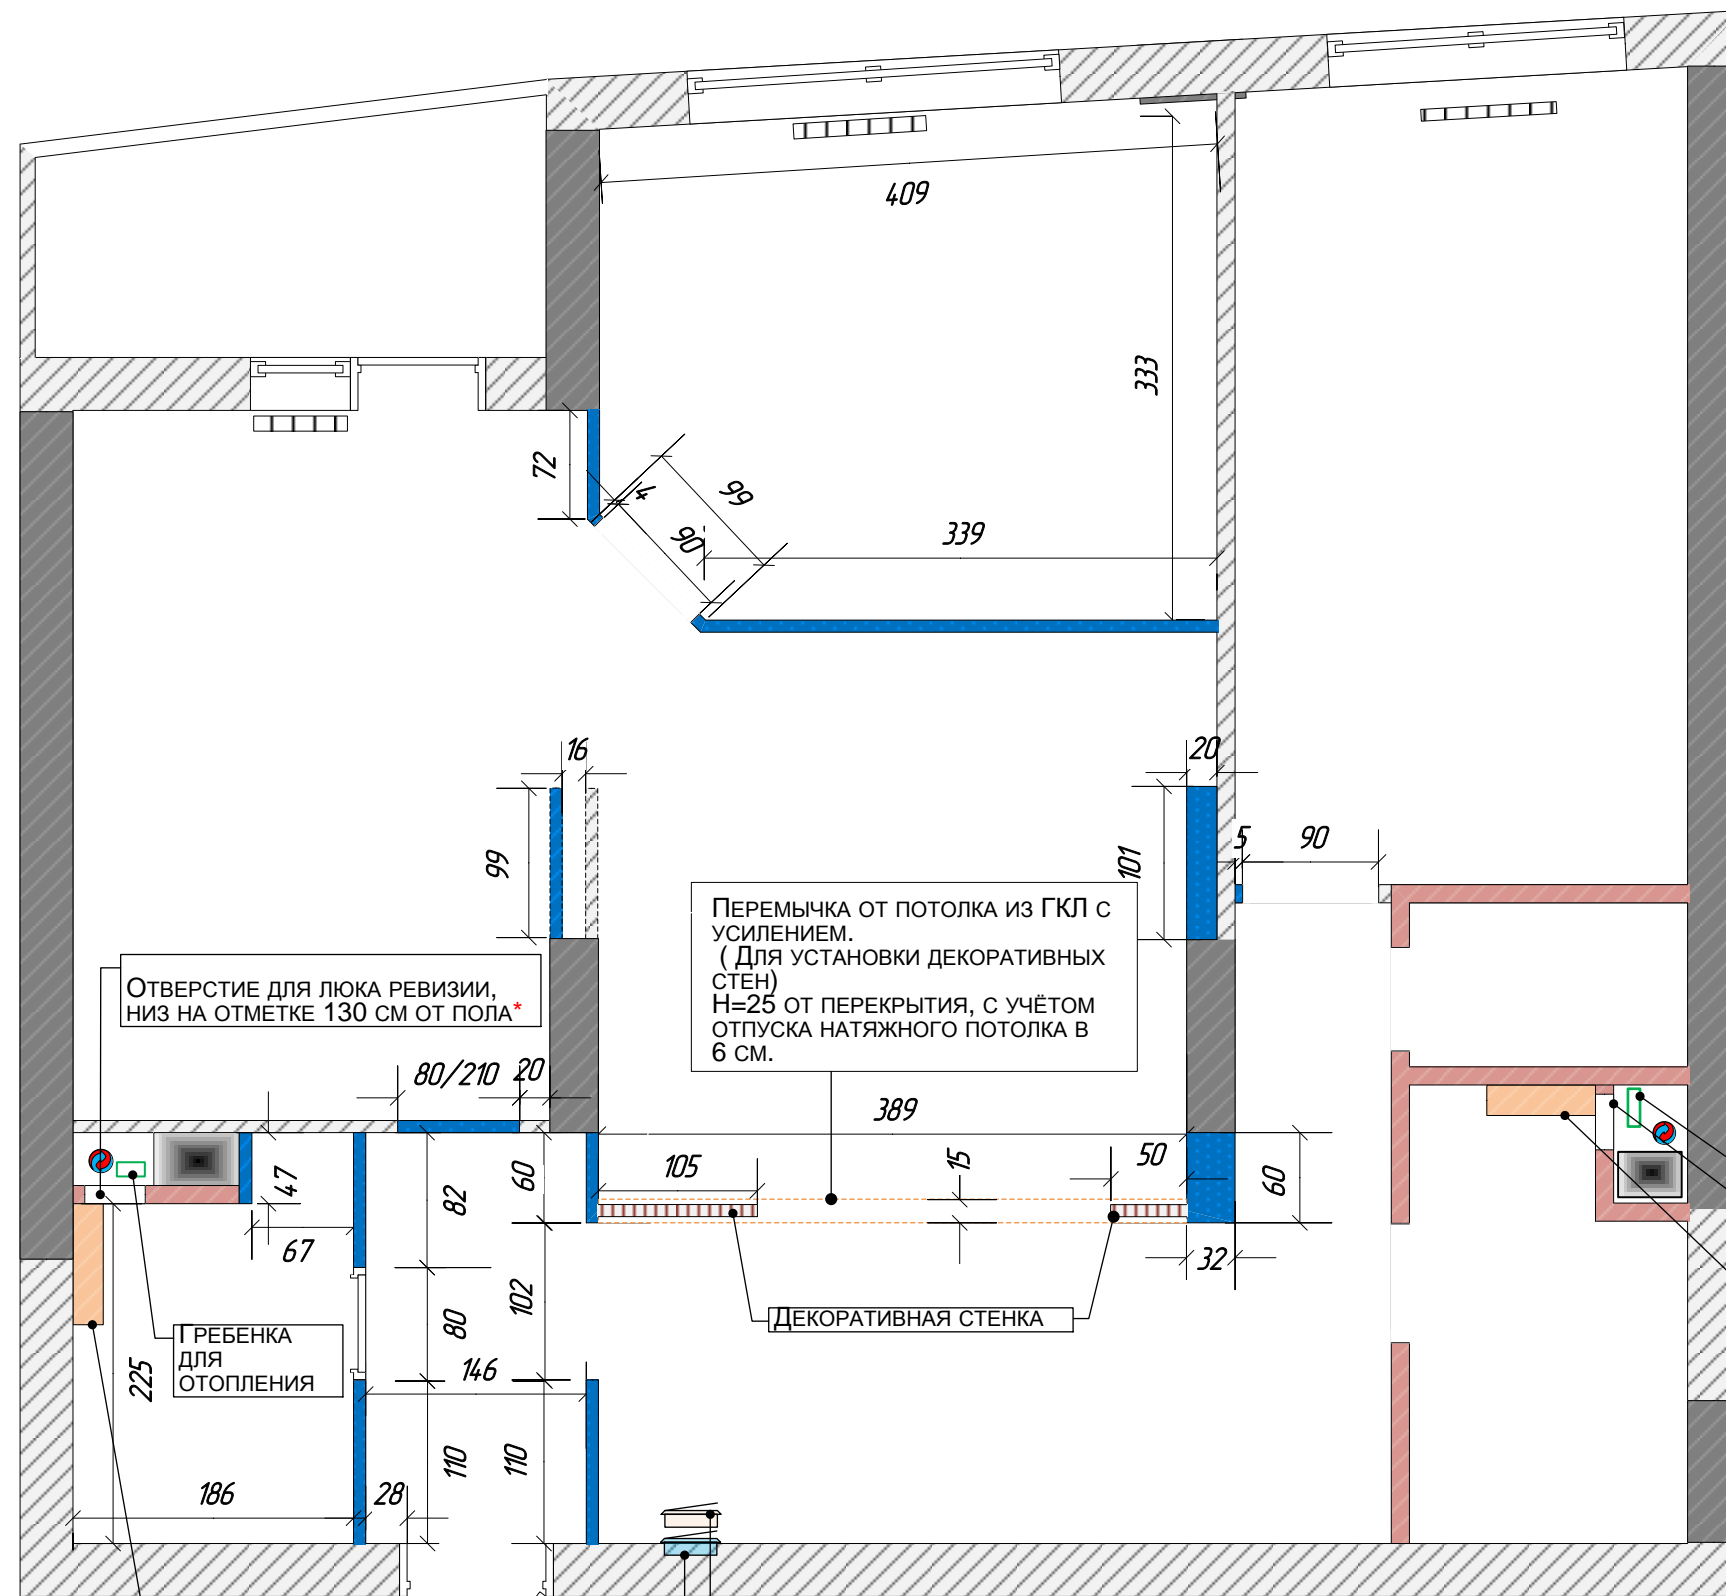 409
333
72
4
99
90
339
16
20
99
101
5
90
ПЕРЕМЫЧКА ОТ ПОТОЛКА ИЗ ГКЛ С
УСИЛЕНИЕМ.
( ДЛЯ УСТАНОВКИ ДЕКОРАТИВНЫХ
СТЕН)
Н=25 ОТ ПЕРЕКРЫТИЯ, С УЧЁТОМ
ОТПУСКА НАТЯЖНОГО ПОТОЛКА В
6 СМ.
ОТВЕРСТИЕ ДЛЯ ЛЮКА РЕВИЗИИ,
НИЗ НА ОТМЕТКЕ 130 СМ ОТ ПОЛА*
80/210
20
389
47
82
60
105
15
50
60
67
32
102
80
ДЕКОРАТИВНАЯ СТЕНКА
ГРЕБЕНКА
ДЛЯ
ОТОПЛЕНИЯ
225
146
110
110
186
28